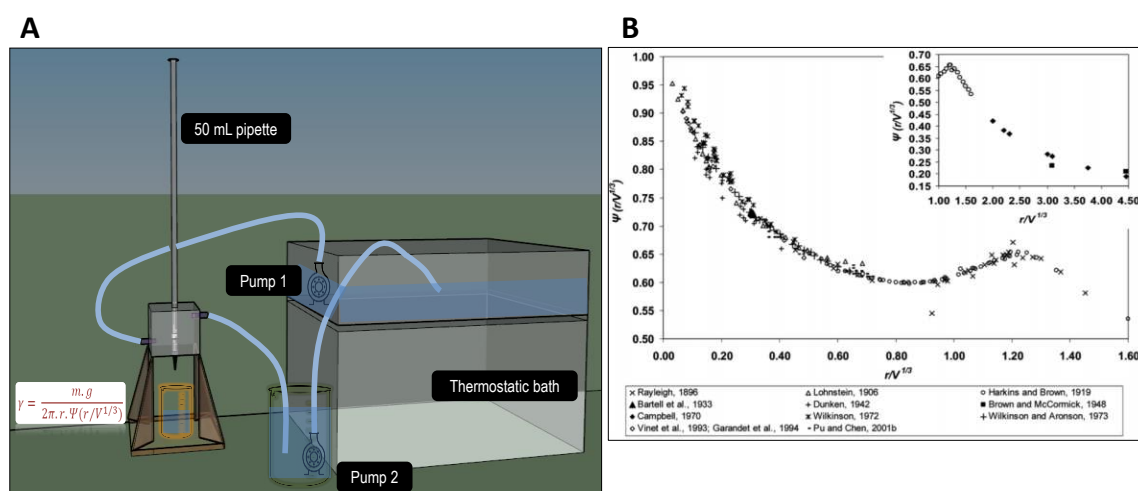 A
50 mL pipette
Pump 1
Thermostatic bath
γ = m.g / 2π.r.Ψ(r/V^1/3)
Pump 2
B
1.00
0.95
0.90
0.85
0.80
0.75
0.70
0.65
0.60
0.55
0.50
Ψ (r/V^1/3)
0.00 0.20 0.40 0.60 0.80 1.00 1.20 1.40 1.60
r/V^1/3
0.70
0.65
0.60
0.55
0.50
0.45
0.40
0.35
0.30
0.25
0.20
0.15
Ψ (r/V^1/3)
1.00 1.50 2.00 2.50 3.00 3.50 4.00 4.50
r/V^1/3
× Rayleigh, 1896 △ Lohnstein, 1906 ○ Harkins and Brown, 1919
▲ Bartell et al., 1933 + Dunken, 1942 ■ Brown and McCormick, 1948
◆ Campbell, 1970 ж Wilkinson, 1972 + Wilkinson and Aronson, 1973
◇ Vinet et al., 1993; Garandet et al., 1994 - Pu and Chen, 2001b